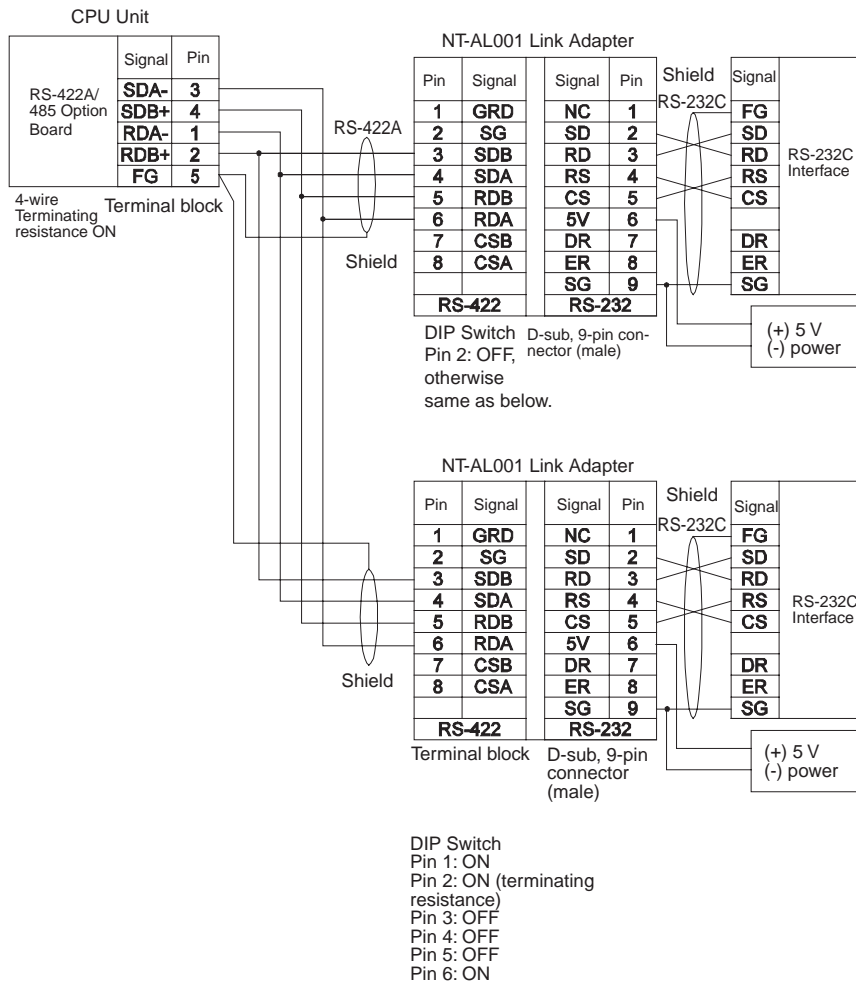 CPU Unit
Signal Pin
RS-422A/
485 Option
Board
SDA- 3
SDB+ 4
RDA- 1
RDB+ 2
FG 5
4-wire
Terminating
resistance ON
Terminal block
RS-422A
Shield
NT-AL001 Link Adapter
Pin Signal Signal Pin
1 GRD NC 1
2 SG SD 2
3 SDB RD 3
4 SDA RS 4
5 RDB CS 5
6 RDA 5V 6
7 CSB DR 7
8 CSA ER 8
SG 9
RS-422 RS-232
DIP Switch
Pin 2: OFF,
otherwise
same as below.
D-sub, 9-pin con-
nector (male)
Shield
RS-232C
Signal
FG
SD
RD
RS
CS
DR
ER
SG
RS-232C
Interface
(+) 5 V
(-) power
NT-AL001 Link Adapter
Shield
Pin Signal Signal Pin
1 GRD NC 1
2 SG SD 2
3 SDB RD 3
4 SDA RS 4
5 RDB CS 5
6 RDA 5V 6
7 CSB DR 7
8 CSA ER 8
SG 9
RS-422 RS-232
Terminal block
D-sub, 9-pin
connector
(male)
Shield
RS-232C
Signal
FG
SD
RD
RS
CS
DR
ER
SG
RS-232C
Interface
(+) 5 V
(-) power
DIP Switch
Pin 1: ON
Pin 2: ON (terminating
resistance)
Pin 3: OFF
Pin 4: OFF
Pin 5: OFF
Pin 6: ON